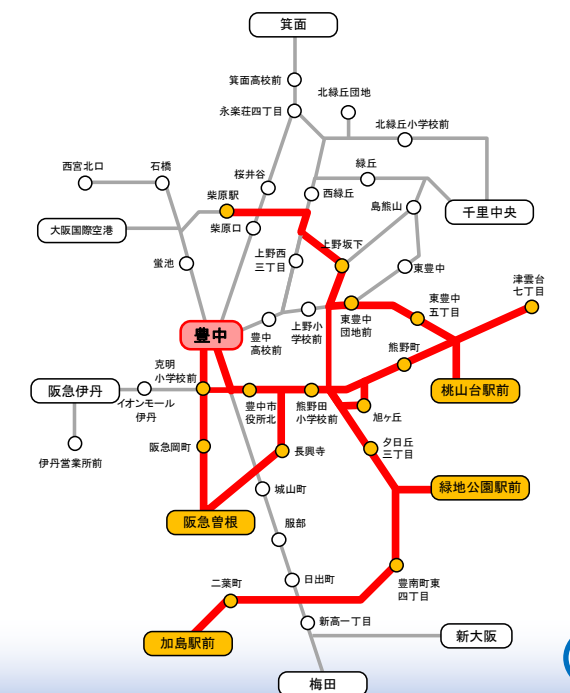 箕面
箕面高校前
北緑丘団地
永楽荘四丁目
北緑丘小学校前
西宮北口
石橋
桜井谷
緑丘
柴原駅
西緑丘
島熊山
千里中央
大阪国際空港
柴原口
上野坂下
上野西
三丁目
蛍池
東豊中
津雲台
七丁目
東豊中
五丁目
豊中
豊中
高校前
上野小
学校前
東豊中
団地前
熊野町
克明
小学校前
阪急伊丹
イオンモール
伊丹
豊中市
役所北
熊野田
小学校前
旭ヶ丘
桃山台駅前
伊丹営業所前
阪急岡町
長興寺
夕日丘
三丁目
城山町
緑地公園駅前
阪急曽根
服部
二葉町
日出町
豊南町東
四丁目
新高一丁目
加島駅前
新大阪
梅田